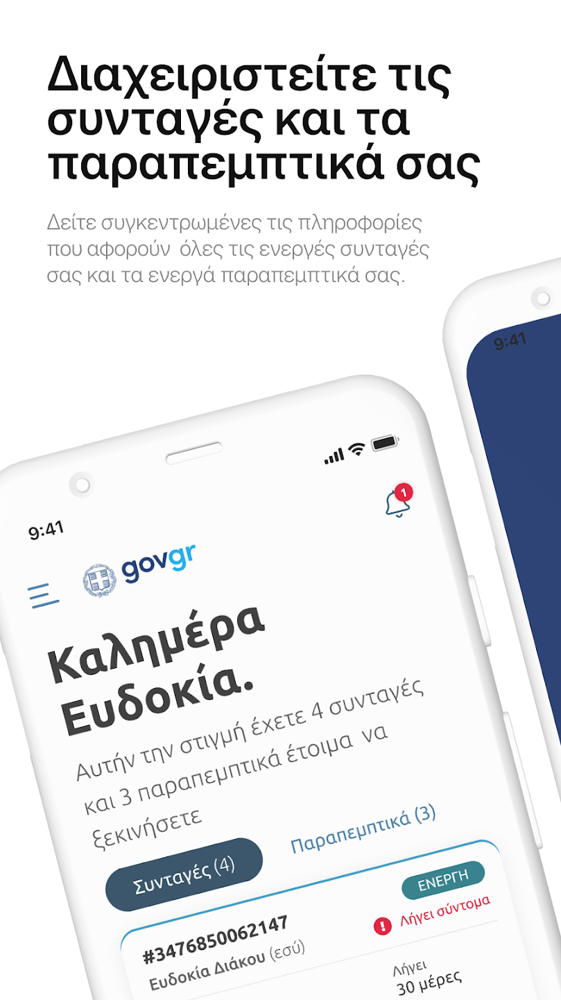 Διαχειριστείτε τις
συνταγές και τα
παραπεμπτικά σας
Δείτε συγκεντρωμένες τις πληροφορίες
που αφορούν  όλες τις ενεργές συνταγές
σας και τα ενεργά παραπεμπτικά σας.
9:41
9:41
1
govgr
Καλημέρα
Ευδοκία.
Αυτήν την στιγμή έχετε 4 συνταγές
και 3 παραπεμπτικά έτοιμα  να
ξεκινήσετε
Συνταγές (4)
Παραπεμπτικά (3)
ΕΝΕΡΓΗ
#3476850062147
! Λήγει σύντομα
Ευδοκία Διάκου (εσύ)
Λήγει
30 μέρες